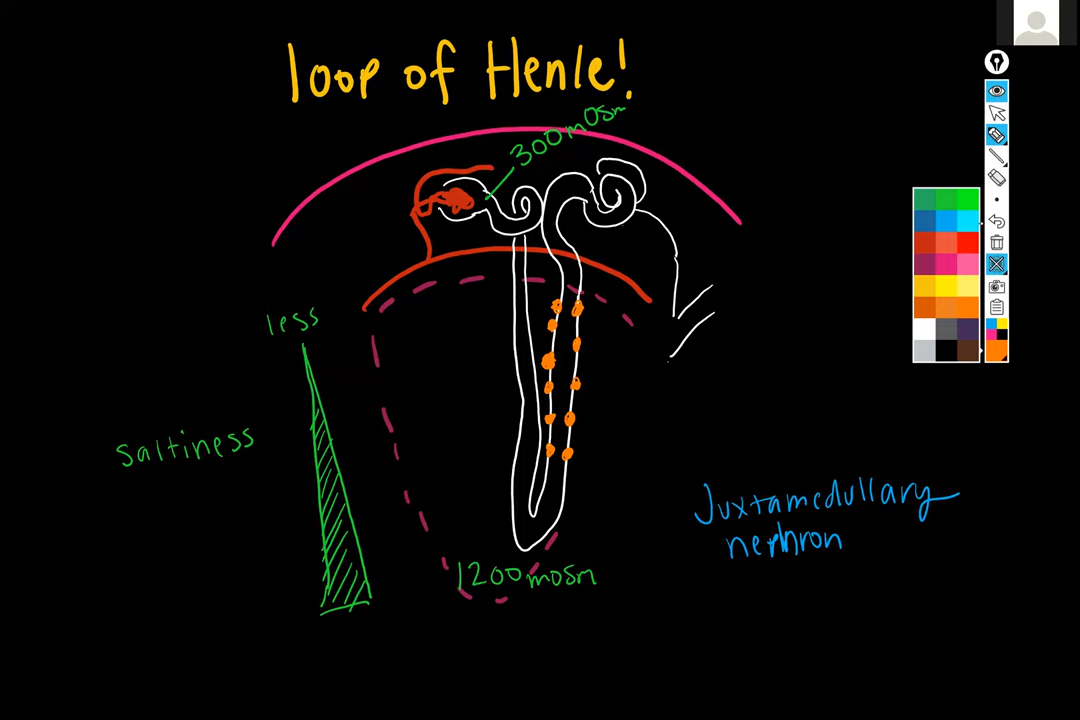 loop of Henle!
300mOsm
less
saltiness
Juxtamedullary
nephron
1200mOsm